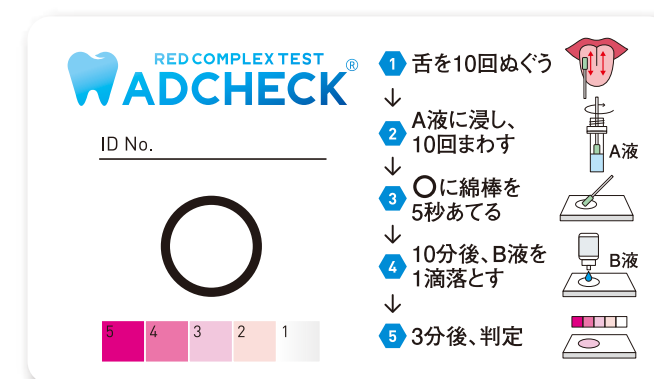 RED COMPLEX TEST
ADCHECK®
ID No.
5 4 3 2 1
1 舌を10回ぬぐう
↓
2 A液に浸し、
10回まわす
A液
↓
3 ○に綿棒を
5秒あてる
↓
4 10分後、B液を
1滴落とす
B液
↓
5 3分後、判定